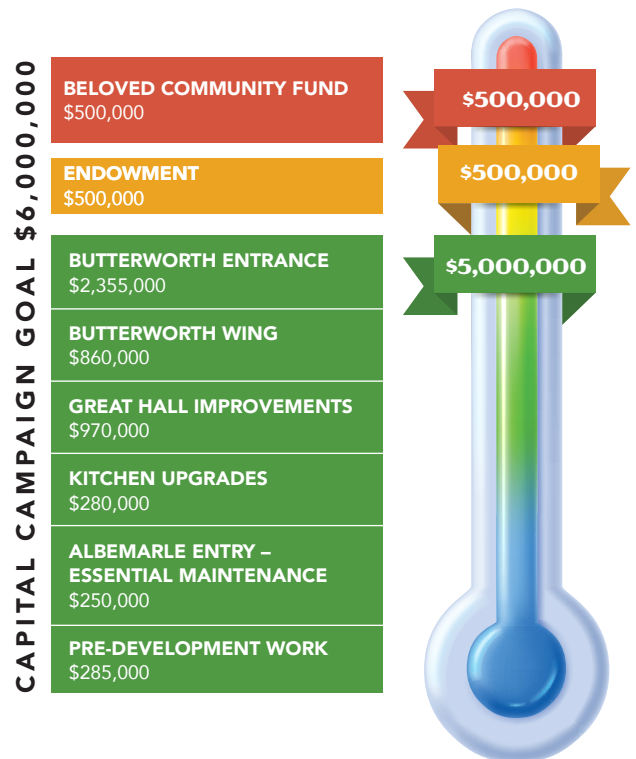 CAPITAL CAMPAIGN GOAL $6,000,000
BELOVED COMMUNITY FUND
$500,000
ENDOWMENT
$500,000
BUTTERWORTH ENTRANCE
$2,355,000
BUTTERWORTH WING
$860,000
GREAT HALL IMPROVEMENTS
$970,000
KITCHEN UPGRADES
$280,000
ALBEMARLE ENTRY –
ESSENTIAL MAINTENANCE
$250,000
PRE-DEVELOPMENT WORK
$285,000
$500,000
$500,000
$5,000,000